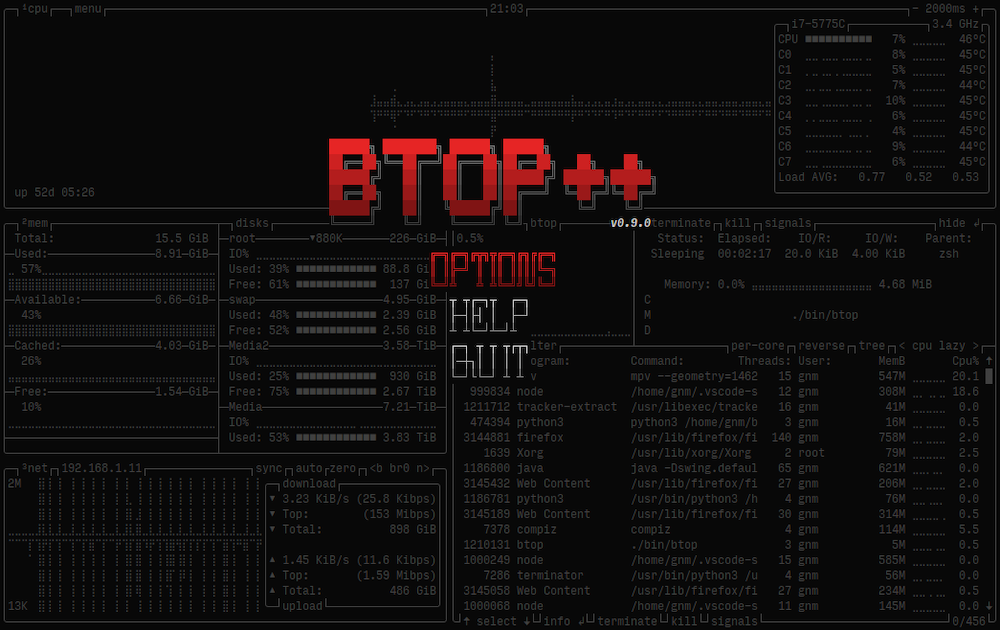 ¹cpu menu 21:03 - 2000ms +
i7-5775C 3.4 GHz
CPU 7% 46°C
C0 8% 45°C
C1 5% 45°C
C2 7% 44°C
C3 10% 45°C
C4 6% 45°C
C5 4% 45°C
C6 9% 44°C
C7 6% 45°C
Load AVG: 0.77 0.52 0.53
up 52d 05:26
BTOP++
v0.9.0
OPTIONS
HELP
QUIT
²mem
Total: 15.5 GiB
Used: 8.91 GiB
57%
Available: 6.66 GiB
43%
Cached: 4.03 GiB
26%
Free: 1.54 GiB
10%
disks
root ▼880K 226 GiB
IO%
Used: 39% 88.8 Gi
Free: 61% 137 Gi
swap 4.95 GiB
Used: 48% 2.39 GiB
Free: 52% 2.56 GiB
Media2 3.58 TiB
IO%
Used: 25% 930 GiB
Free: 75% 2.67 TiB
Media 7.21 TiB
IO%
Used: 53% 3.83 TiB
³net 192.168.1.11 sync auto zero <b br0 n>
2M
13K
download
▼ 3.23 KiB/s (25.8 Kibps)
▼ Top: (153 Mibps)
▼ Total: 898 GiB
▲ 1.45 KiB/s (11.6 Kibps)
▲ Top: (1.59 Mibps)
▲ Total: 486 GiB
upload
btop terminate kill signals hide ↲
0.5%
Status: Elapsed: IO/R: IO/W: Parent:
Sleeping 00:02:17 20.0 KiB 4.00 KiB zsh
Memory: 0.0% 4.68 MiB
C
M ./bin/btop
D
lter per-core reverse tree < cpu lazy >
ogram: Command: Threads: User: MemB Cpu% ↑
v mpv --geometry=1462 15 gnm 547M 20.1
999834 node /home/gnm/.vscode-s 12 gnm 308M 18.6
1211712 tracker-extract /usr/libexec/tracke 16 gnm 41M 0.0
474394 python3 python3 /home/gnm/b 3 gnm 16M 0.5
3144881 firefox /usr/lib/firefox/fi 140 gnm 758M 2.0
1639 Xorg /usr/lib/xorg/Xorg 2 root 79M 2.5
1186800 java java -Dswing.defaul 65 gnm 621M 0.0
3145432 Web Content /usr/lib/firefox/fi 27 gnm 206M 2.0
1186781 python3 /usr/bin/python3 /h 4 gnm 76M 0.0
3145189 Web Content /usr/lib/firefox/fi 30 gnm 314M 0.5
7378 compiz compiz 4 gnm 114M 5.5
1210131 btop ./bin/btop 3 gnm 5M 0.5
1000249 node /home/gnm/.vscode-s 15 gnm 585M 0.0
7286 terminator /usr/bin/python3 /u 4 gnm 56M 0.0
3145058 Web Content /usr/lib/firefox/fi 27 gnm 234M 0.5
1000068 node /home/gnm/.vscode-s 11 gnm 145M 0.0 ↓
↑ select ↓ info ↲ terminate kill signals 0/456